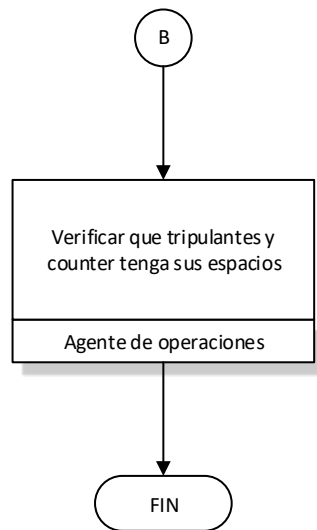 B
Verificar que tripulantes y
counter tenga sus espacios
Agente de operaciones
FIN